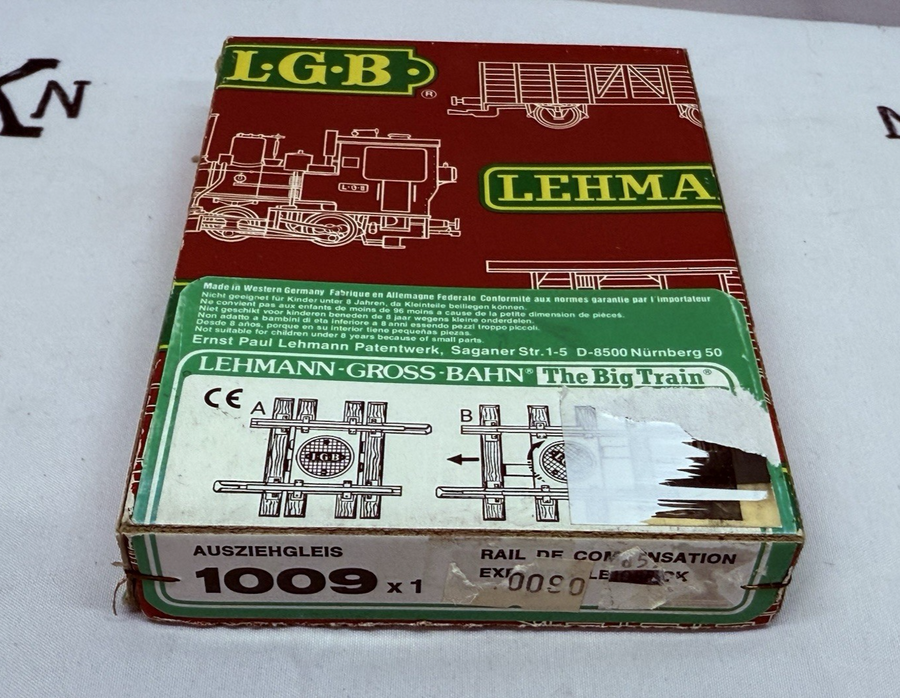 L·G·B·
®
L·G·B
LEHMA
Made in Western Germany Fabrique en Allemagne Federale Conformité aux normes garantie par l'importateur
Nicht geeignet für Kinder unter 8 Jahren, da Kleinteile beiliegen können.
Ne convient pas aux enfants de moins de 96 moins a cause de la petite dimension de pièces.
Niet geschikt voor kinderen beneden de 8 jaar wegens kleine onderdelen.
Non adatto a bambini di eta inferiore a 8 anni essendo pezzi troppo piccoli.
Desde 8 años, porque en su interior tiene pequeñas piezas.
Not suitable for children under 8 years because of small parts.
Ernst Paul Lehmann Patentwerk, Saganer Str. 1-5 D-8500 Nürnberg 50
LEHMANN-GROSS-BAHN® The Big Train®
CE A B
LGB
AUSZIEHGLEIS RAIL DE
1009 x 1
0090
KN
N